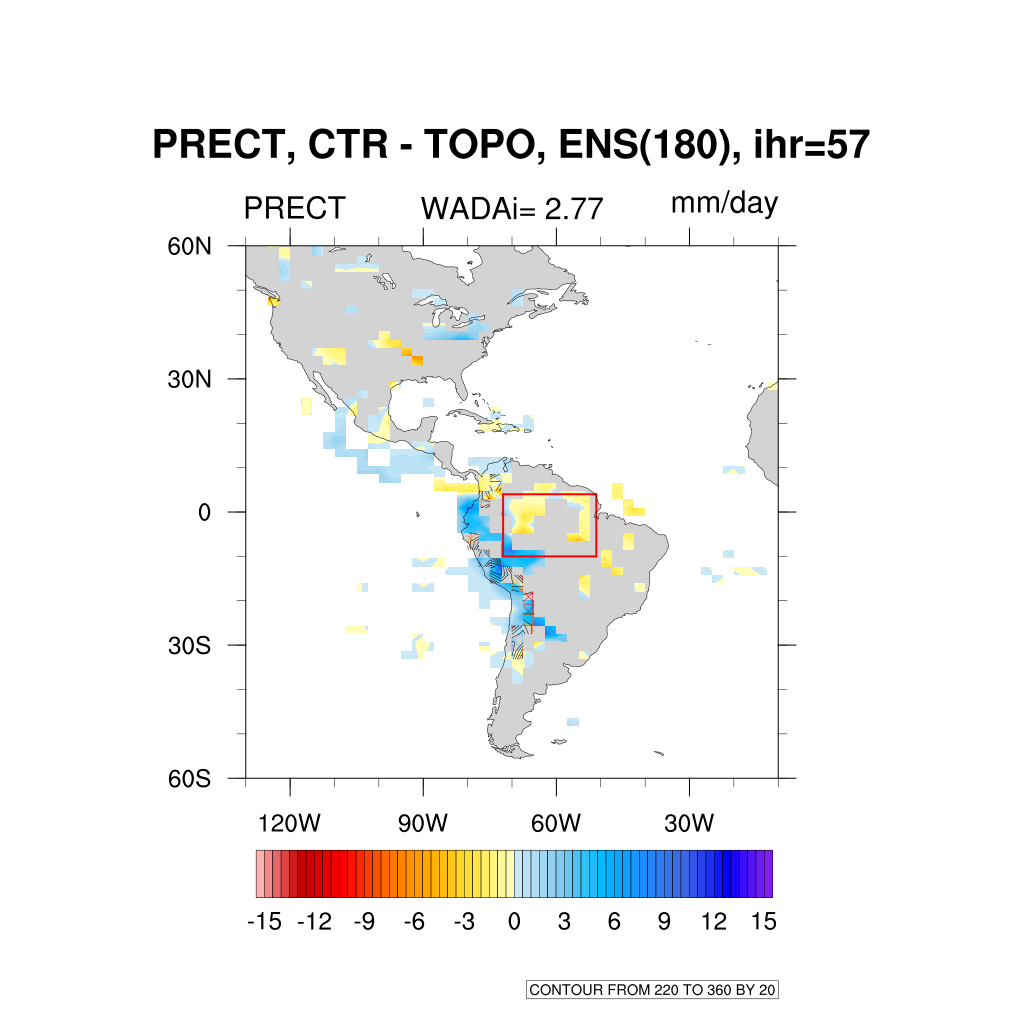 PRECT, CTR - TOPO, ENS(180), ihr=57
PRECT WADAi= 2.77 mm/day
60N
30N
0
30S
60S
120W 90W 60W 30W
-15 -12 -9 -6 -3 0 3 6 9 12 15
CONTOUR FROM 220 TO 360 BY 20